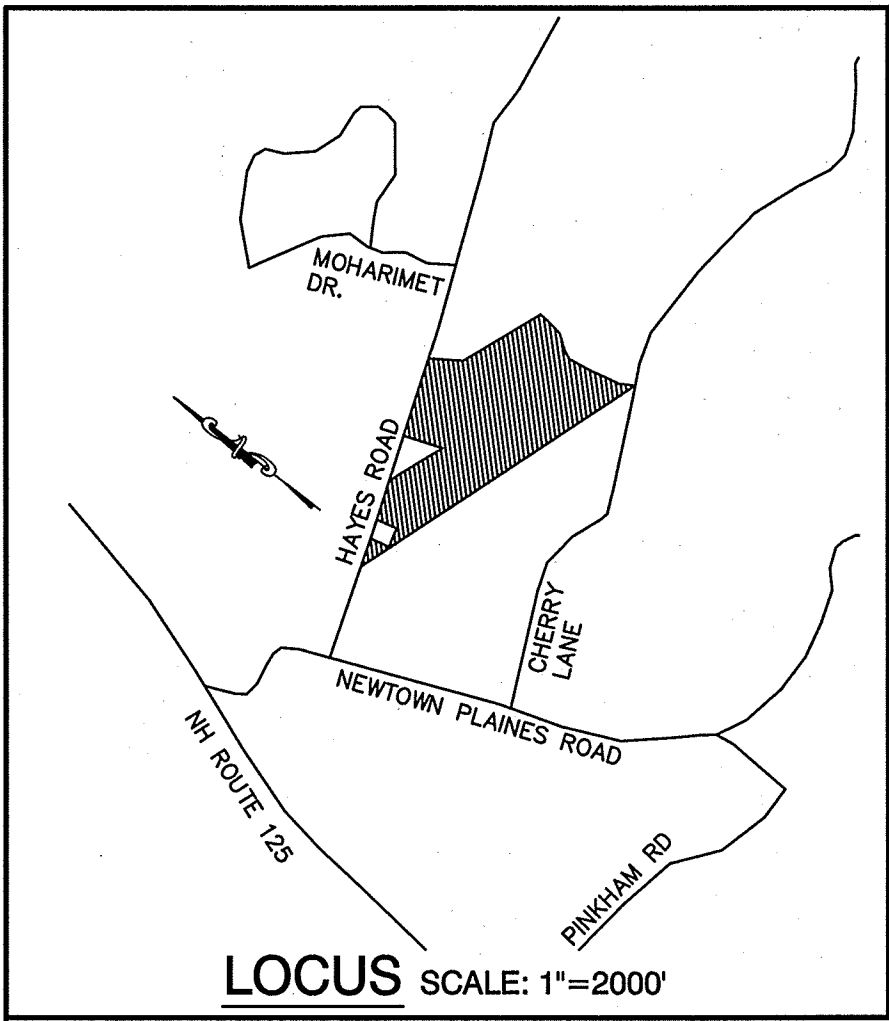 MOHARIMET
DR.
HAYES ROAD
CHERRY
LANE
NEWTOWN PLAINES ROAD
NH ROUTE 125
PINKHAM RD
LOCUS SCALE: 1"=2000'